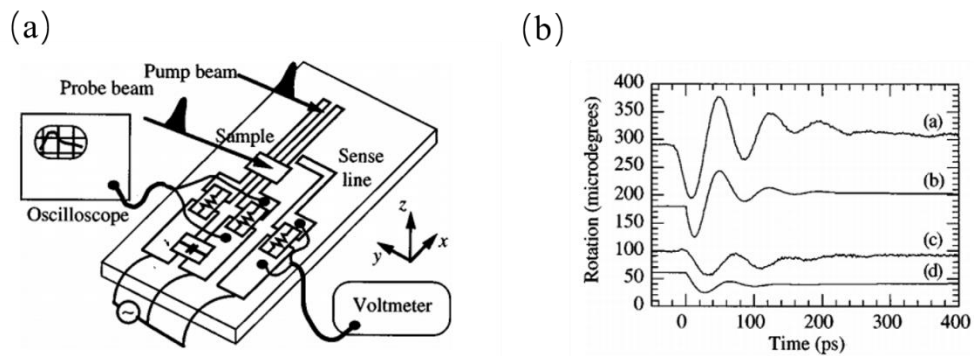 (a)
Pump beam
Probe beam
Sample
Sense
line
Oscilloscope
z
x
y
~
Voltmeter
(b)
Rotation (microdegrees)
400
350
300
250
200
150
100
50
0
(a)
(b)
(c)
(d)
0 100 200 300 400
Time (ps)